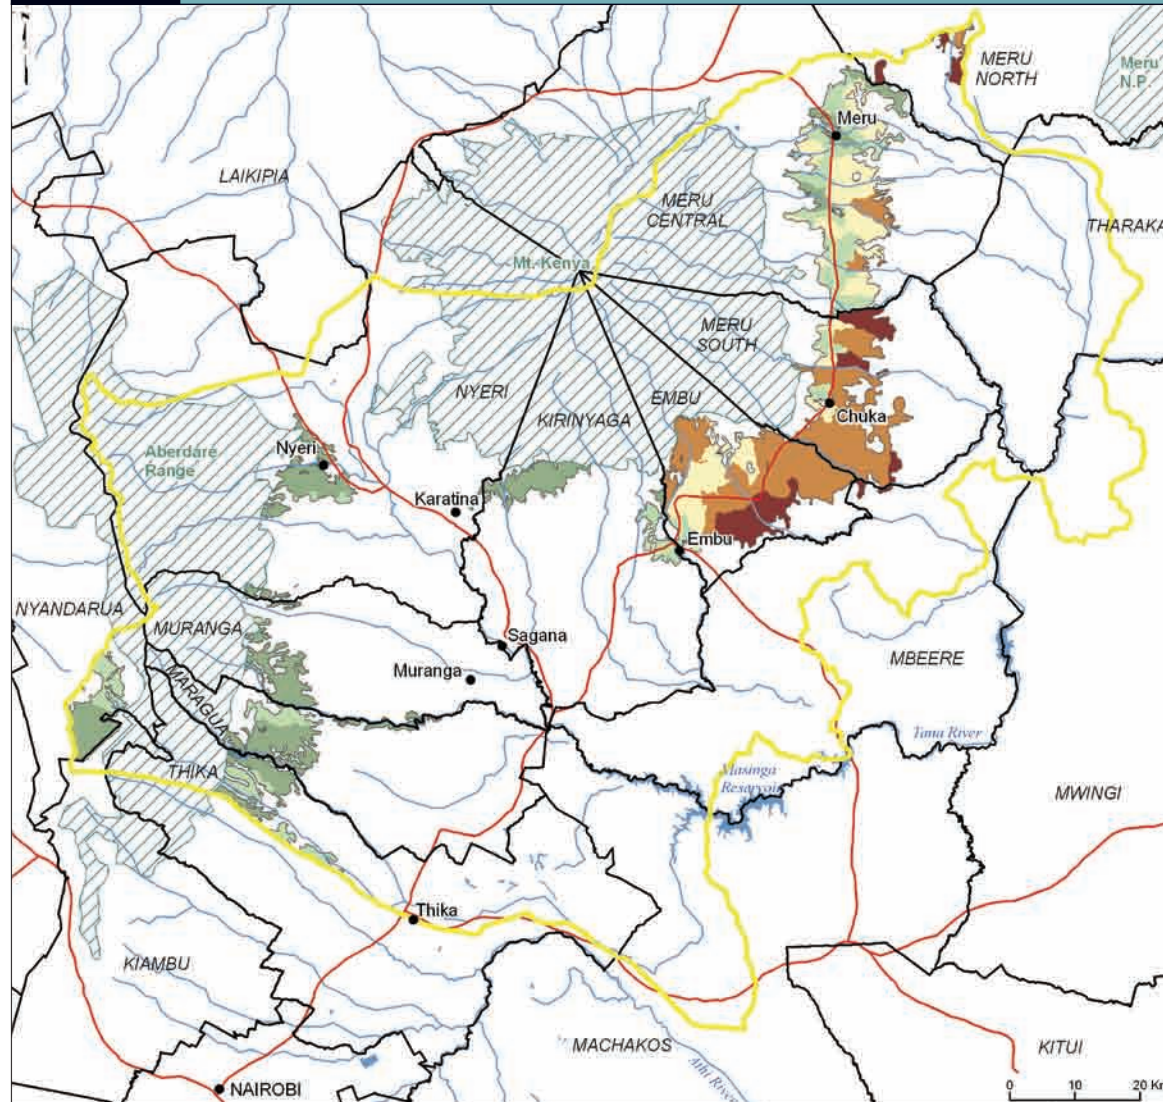 MERU
NORTH
Meru
N.P.
Meru
LAIKIPIA
MERU
CENTRAL
THARAKA
Mt. Kenya
MERU
SOUTH
NYERI
EMBU
KIRINYAGA
Chuka
Aberdare
Range
Nyeri
Karatina
Embu
NYANDARUA
MURANGA
Sagana
MBEERE
Muranga
MARAGUA
Tana River
THIKA
Masinga
Reservoir
MWINGI
Thika
KIAMBU
MACHAKOS
KITUI
Athi River
NAIROBI
0 10 20 Km